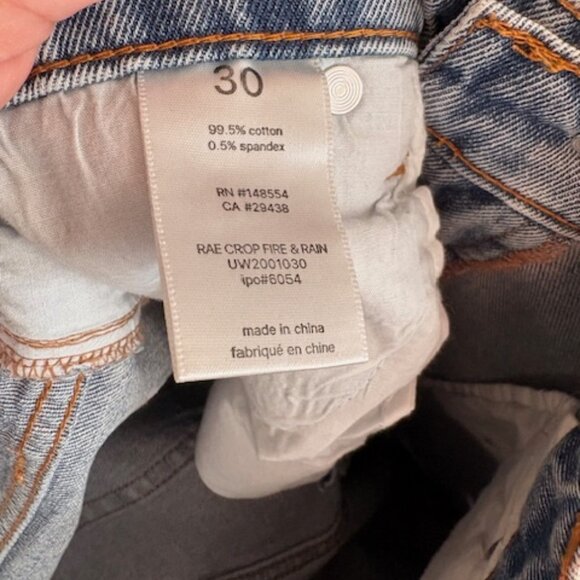 30
99.5% cotton
0.5% spandex
RN #148554
CA #29438
RAE CROP FIRE & RAIN
UW2001030
ipo#6054
made in china
fabriqué en chine